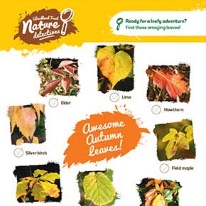 Woodland Trust
Nature
detectives
Ready for a leafy adventure?
Find these amazing leaves!
Elder
Lime
Hawthorn
Silver birch
Awesome
Autumn
leaves!
Field maple